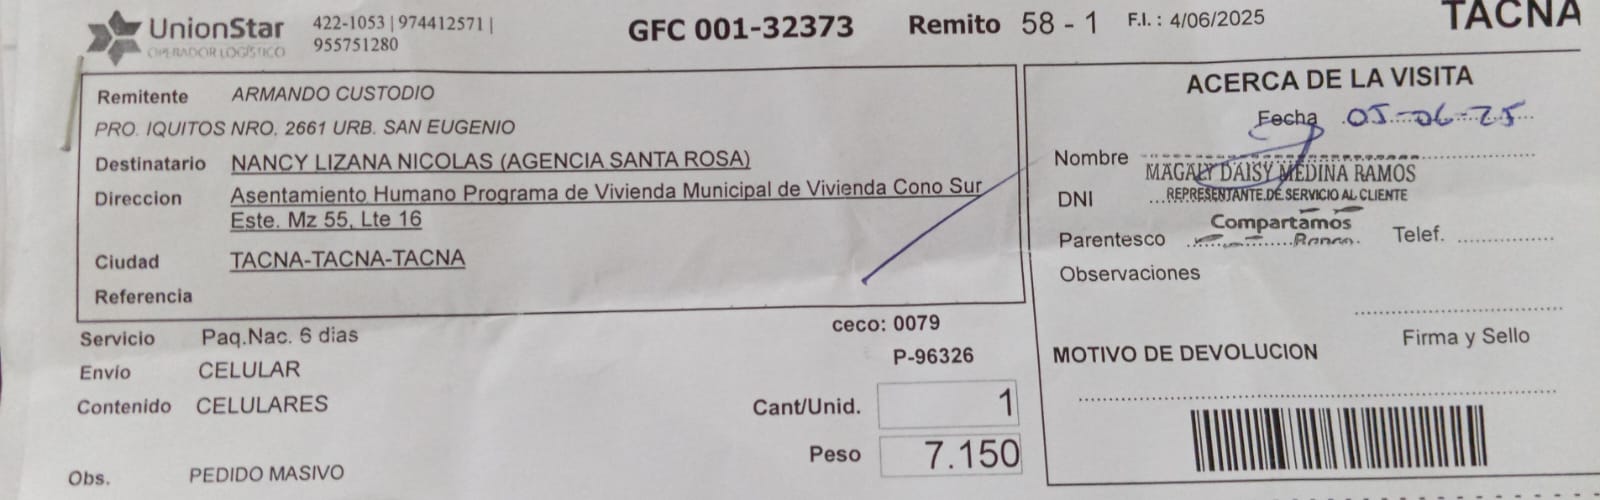 UnionStar
OPERADOR LOGÍSTICO
422-1053 | 974412571 |
955751280
GFC 001-32373
Remito 58 - 1
F.I. : 4/06/2025
TACNA
Remitente ARMANDO CUSTODIO
PRO. IQUITOS NRO. 2661 URB. SAN EUGENIO
Destinatario NANCY LIZANA NICOLAS (AGENCIA SANTA ROSA)
Direccion Asentamiento Humano Programa de Vivienda Municipal de Vivienda Cono Sur
Este. Mz 55, Lte 16
Ciudad TACNA-TACNA-TACNA
Referencia
Servicio Paq.Nac. 6 dias
Envío CELULAR
Contenido CELULARES
Obs. PEDIDO MASIVO
ceco: 0079
P-96326
Cant/Unid. 1
Peso 7.150
ACERCA DE LA VISITA
Fecha 05-06-25
Nombre
MAGALY DAISY MEDINA RAMOS
DNI REPRESENTANTE DE SERVICIO AL CLIENTE
Compartamos
Parentesco Banco Telef.
Observaciones
Firma y Sello
MOTIVO DE DEVOLUCION